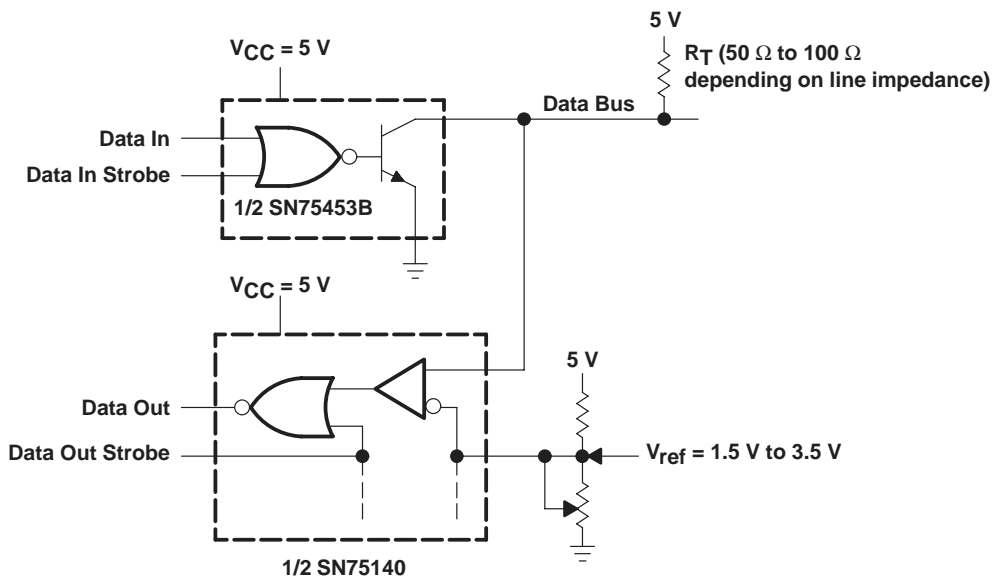 5 V
VCC = 5 V
RT (50 Ω to 100 Ω
depending on line impedance)
Data Bus
Data In
Data In Strobe
1/2 SN75453B
VCC = 5 V
5 V
Data Out
Data Out Strobe
Vref = 1.5 V to 3.5 V
1/2 SN75140